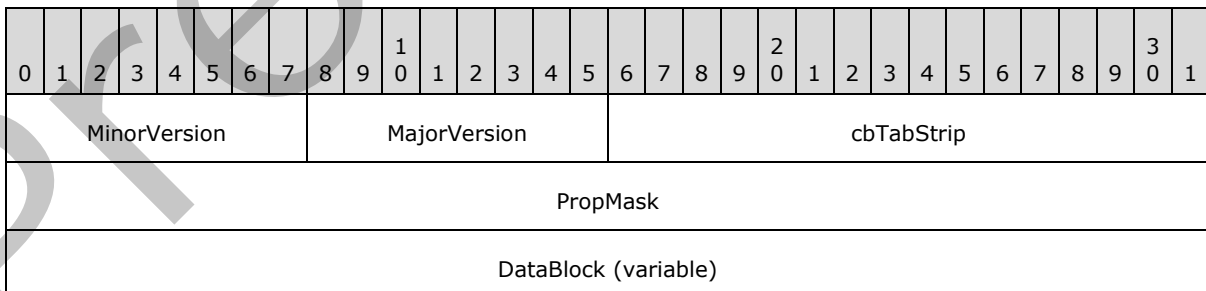 0 1 2 3 4 5 6 7 8 9 1 0 1 2 3 4 5 6 7 8 9 2 0 1 2 3 4 5 6 7 8 9 3 0 1
MinorVersion MajorVersion cbTabStrip
PropMask
DataBlock (variable)